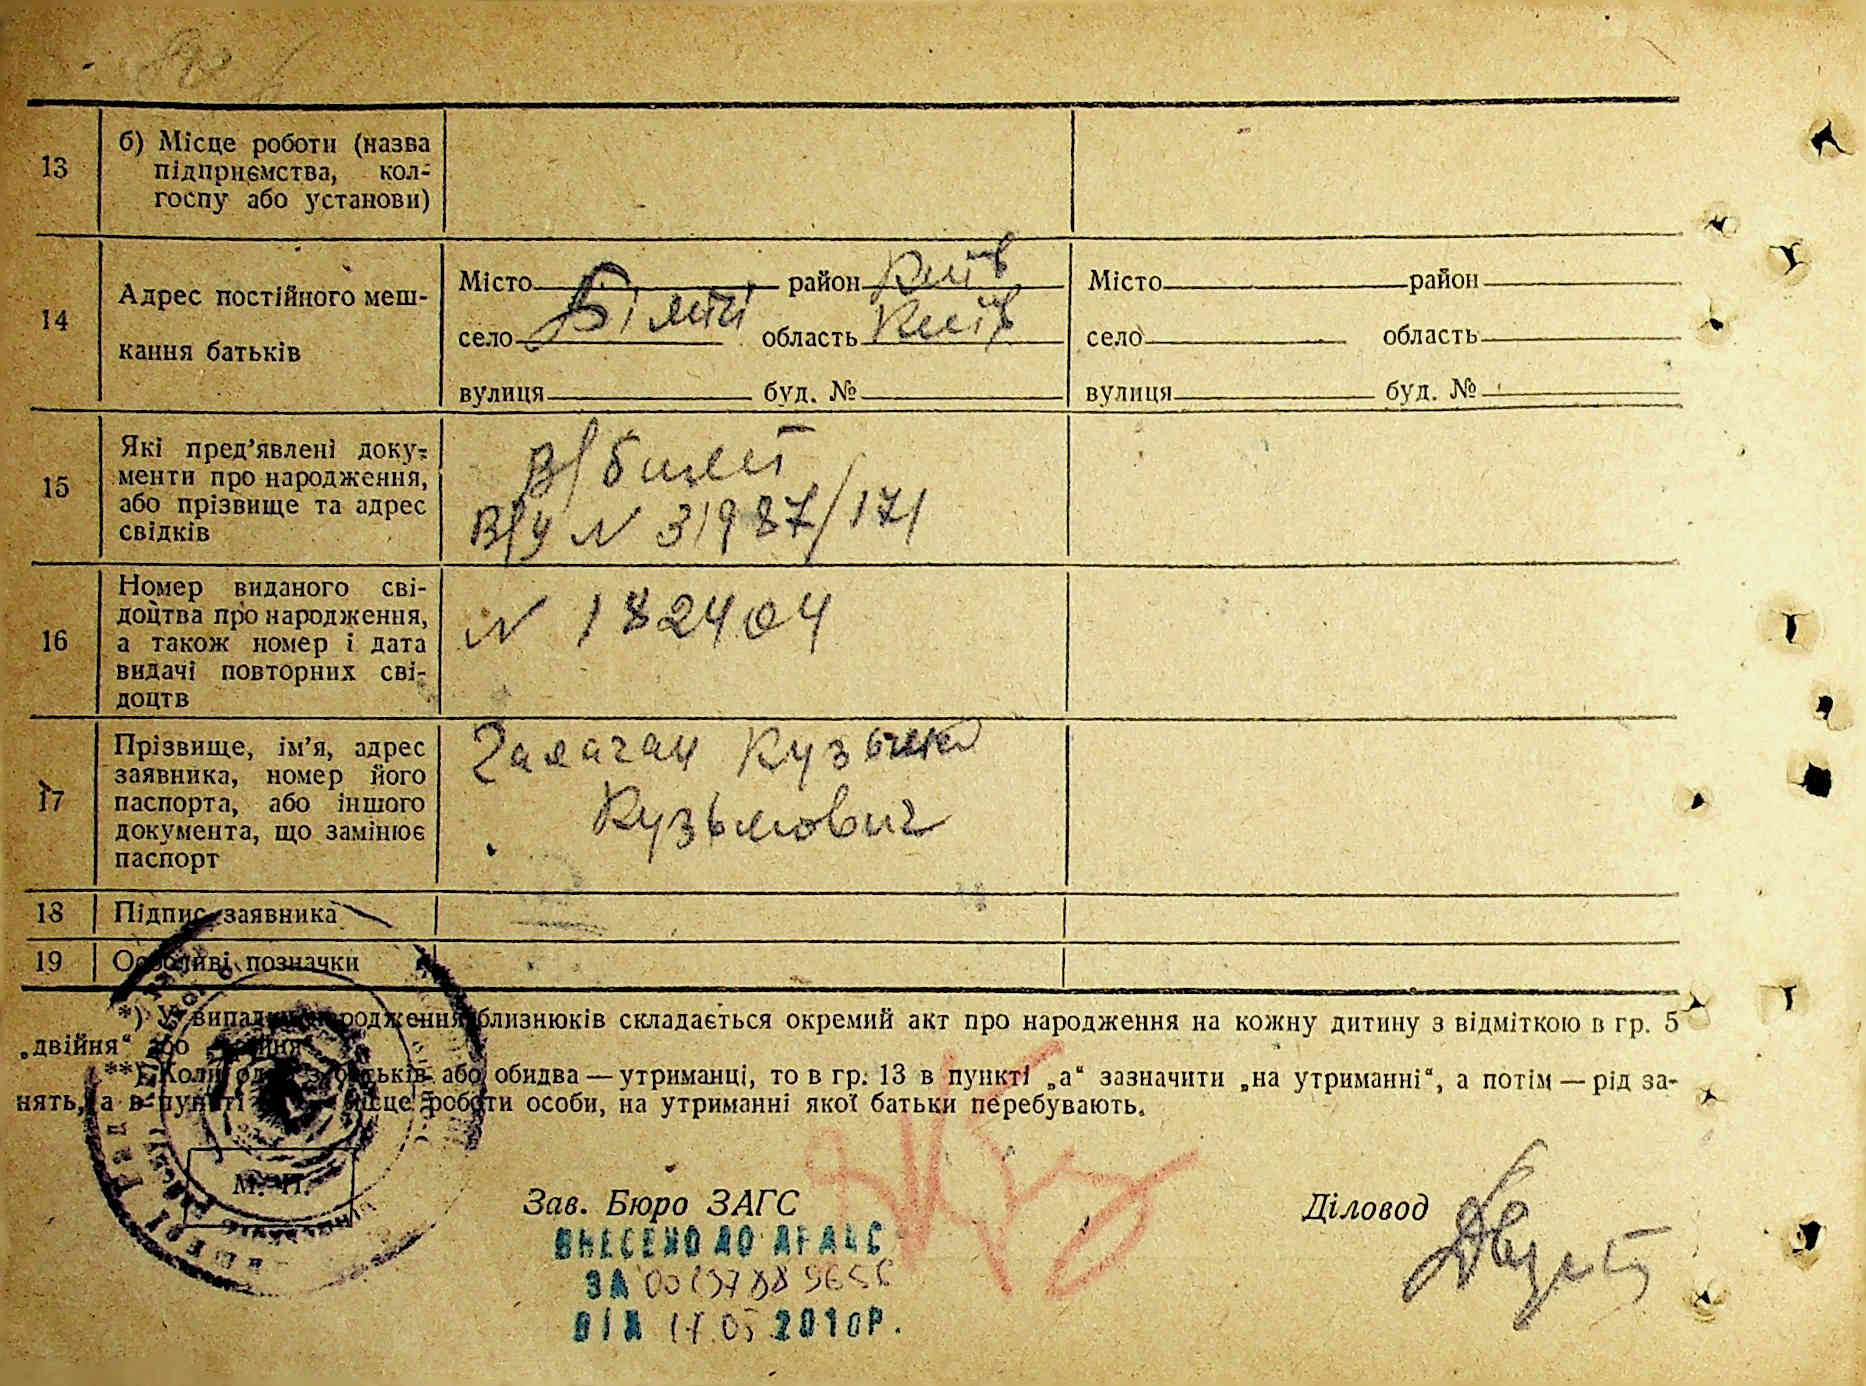 13
б) Місце роботи (назва
підприємства, кол-
госпу або установи)
14
Адрес постійного меш-
кання батьків
Місто район Київ
село Білиї область Київ
вулиця буд. №
Місто район
село область
вулиця буд. №
15
Які пред'явлені доку-
менти про народження,
або прізвище та адрес
свідків
В/билет
В/у N 31987/171
16
Номер виданого сві-
доцтва про народження,
а також номер і дата
видачі повторних сві-
доцтв
N 182404
17
Прізвище, ім'я, адрес
заявника, номер його
паспорта, або іншого
документа, що замінює
паспорт
Галаган Кузьма
Кузьмович
18 Підпис заявника
19 Особливі позначки
*) У випадку народження близнюків складається окремий акт про народження на кожну дитину з відміткою в гр. 5
„двійня“ або „трійня“
**) Коли один з батьків або обидва — утриманці, то в гр. 13 в пункті „а“ зазначити „на утриманні“, а потім — рід за-
нять, а в пункті місце роботи особи, на утриманні якої батьки перебувають.
М. П.
Зав. Бюро ЗАГС
Діловод
ВНЕСЕНО ДО ДРАЦС
ЗА
ВІД 17.05 2010Р.